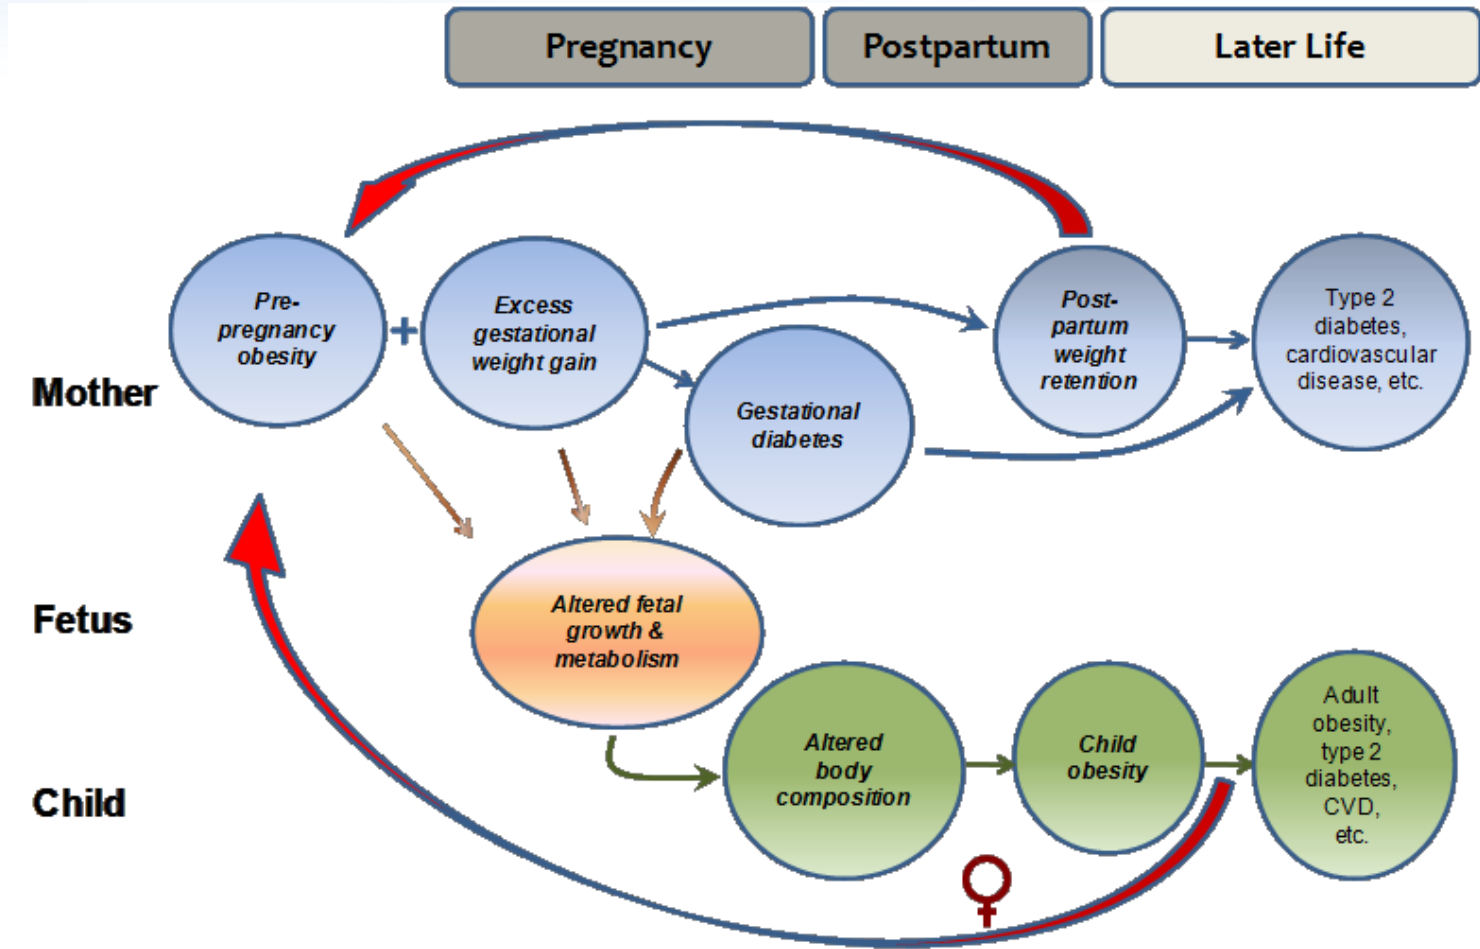 Pregnancy
Postpartum
Later Life
Mother
Pre-
pregnancy
obesity
+
Excess
gestational
weight gain
Gestational
diabetes
Post-
partum
weight
retention
Type 2
diabetes,
cardiovascular
disease, etc.
Fetus
Altered fetal
growth &
metabolism
Child
Altered
body
composition
Child
obesity
Adult
obesity,
type 2
diabetes,
CVD,
etc.
♀